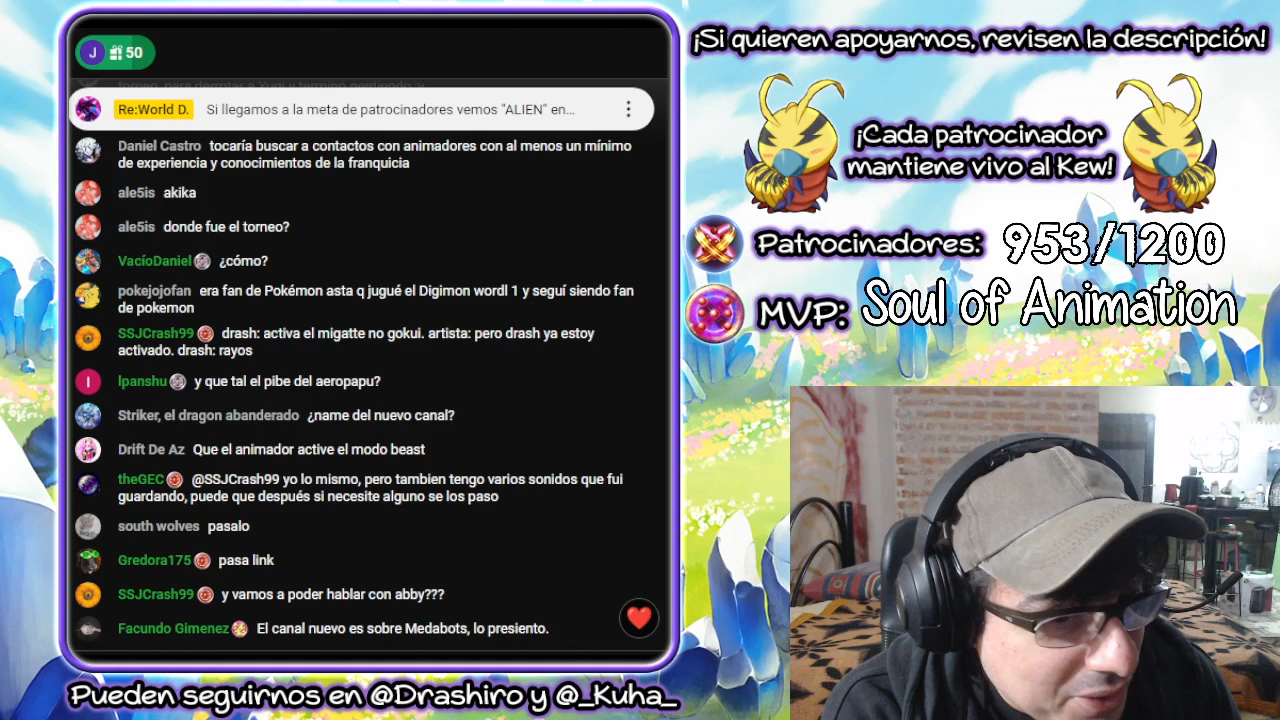 J 50
torneo, para derrotar a Yugi y terminó perdiendo
Re:World D. Si llegamos a la meta de patrocinadores vemos "ALIEN" en...
Daniel Castro tocaría buscar a contactos con animadores con al menos un mínimo
de experiencia y conocimientos de la franquicia
ale5is akika
ale5is donde fue el torneo?
VacíoDaniel ¿cómo?
pokejojofan era fan de Pokémon asta q jugué el Digimon wordl 1 y seguí siendo fan
de pokemon
SSJCrash99 drash: activa el migatte no gokui. artista: pero drash ya estoy
activado. drash: rayos
lpanshu y que tal el pibe del aeropapu?
Striker, el dragon abanderado ¿name del nuevo canal?
Drift De Az Que el animador active el modo beast
theGEC @SSJCrash99 yo lo mismo, pero tambien tengo varios sonidos que fui
guardando, puede que después si necesite alguno se los paso
south wolves pasalo
Gredora175 pasa link
SSJCrash99 y vamos a poder hablar con abby???
Facundo Gimenez El canal nuevo es sobre Medabots, lo presiento.
Pueden seguirnos en @Drashiro y @_Kuha_
¡Si quieren apoyarnos, revisen la descripción!
¡Cada patrocinador
mantiene vivo al Kew!
Patrocinadores: 953/1200
MVP: Soul of Animation